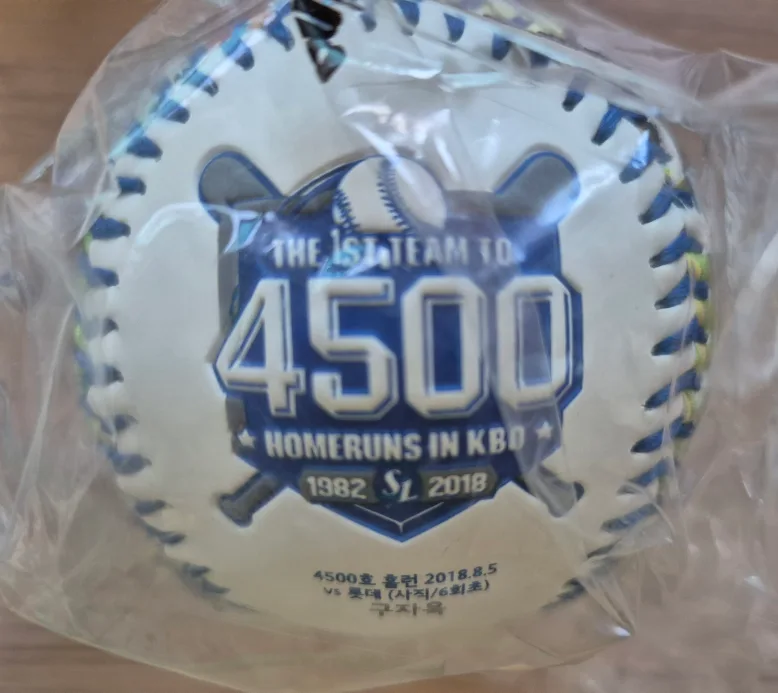 THE 1ST TEAM TO
4500
HOMERUNS IN KBO
1982 SL 2018
4500호 홈런 2018.8.5
vs 롯데 (사직/6회초)
구자욱